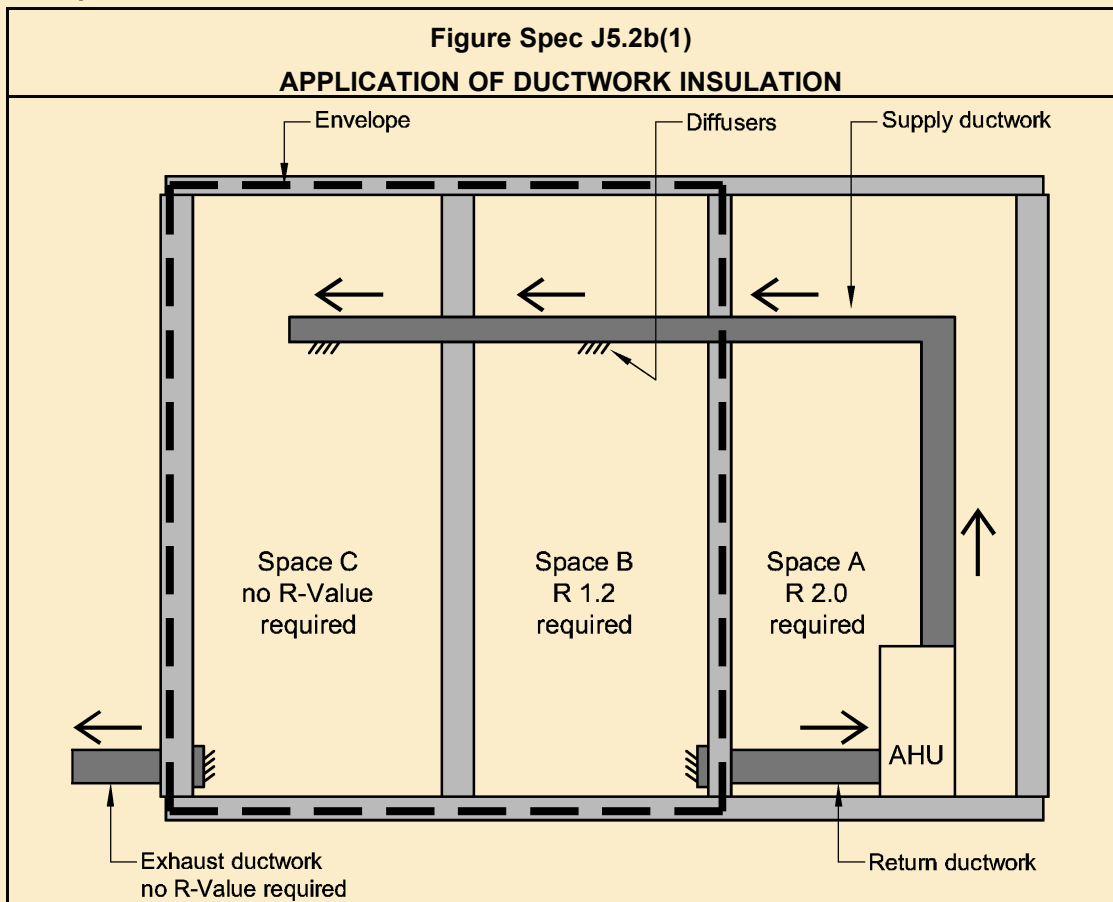 Figure Spec J5.2b(1)
APPLICATION OF DUCTWORK INSULATION
Envelope
Diffusers
Supply ductwork
Space C
no R-Value
required
Space B
R 1.2
required
Space A
R 2.0
required
AHU
Exhaust ductwork
no R-Value required
Return ductwork